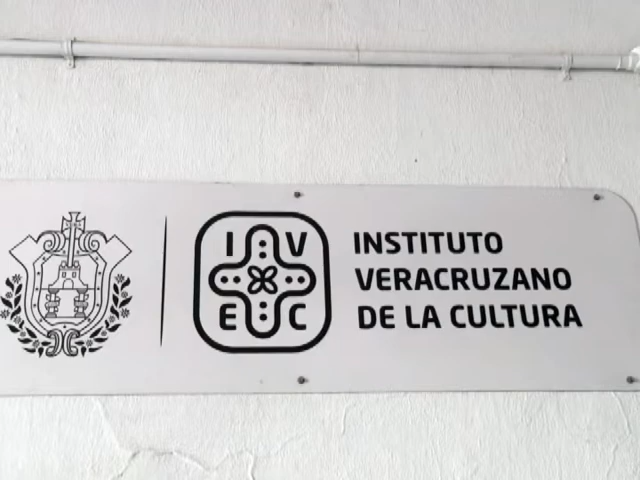 I V
E C
INSTITUTO
VERACRUZANO
DE LA CULTURA